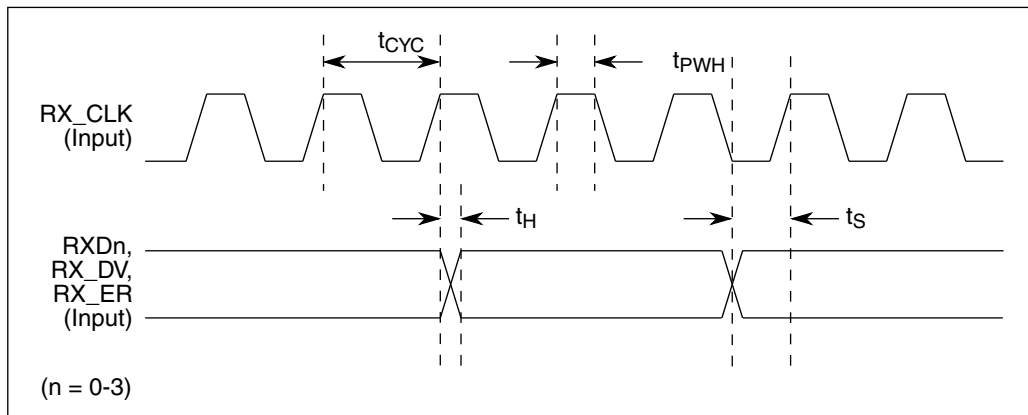 tCYC
tPWH
RX_CLK
(Input)
tH
tS
RXDn,
RX_DV,
RX_ER
(Input)
(n = 0-3)